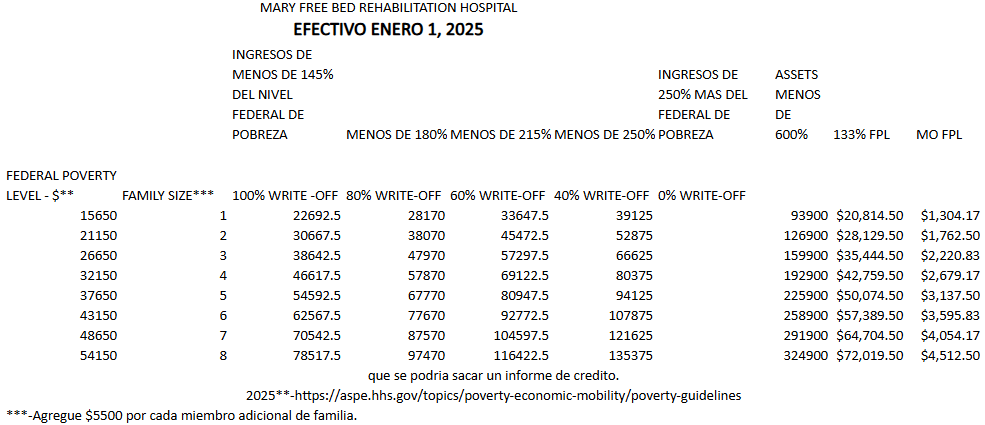 MARY FREE BED REHABILITATION HOSPITAL
EFECTIVO ENERO 1, 2025
INGRESOS DE
MENOS DE 145% INGRESOS DE ASSETS
DEL NIVEL 250% MAS DEL MENOS
FEDERAL DE FEDERAL DE DE
POBREZA MENOS DE 180% MENOS DE 215% MENOS DE 250% POBREZA 600% 133% FPL MO FPL
FEDERAL POVERTY
LEVEL - $** FAMILY SIZE*** 100% WRITE -OFF 80% WRITE-OFF 60% WRITE-OFF 40% WRITE-OFF 0% WRITE-OFF
15650 1 22692.5 28170 33647.5 39125 93900 $20,814.50 $1,304.17
21150 2 30667.5 38070 45472.5 52875 126900 $28,129.50 $1,762.50
26650 3 38642.5 47970 57297.5 66625 159900 $35,444.50 $2,220.83
32150 4 46617.5 57870 69122.5 80375 192900 $42,759.50 $2,679.17
37650 5 54592.5 67770 80947.5 94125 225900 $50,074.50 $3,137.50
43150 6 62567.5 77670 92772.5 107875 258900 $57,389.50 $3,595.83
48650 7 70542.5 87570 104597.5 121625 291900 $64,704.50 $4,054.17
54150 8 78517.5 97470 116422.5 135375 324900 $72,019.50 $4,512.50
que se podria sacar un informe de credito.
2025**-https://aspe.hhs.gov/topics/poverty-economic-mobility/poverty-guidelines
***-Agregue $5500 por cada miembro adicional de familia.